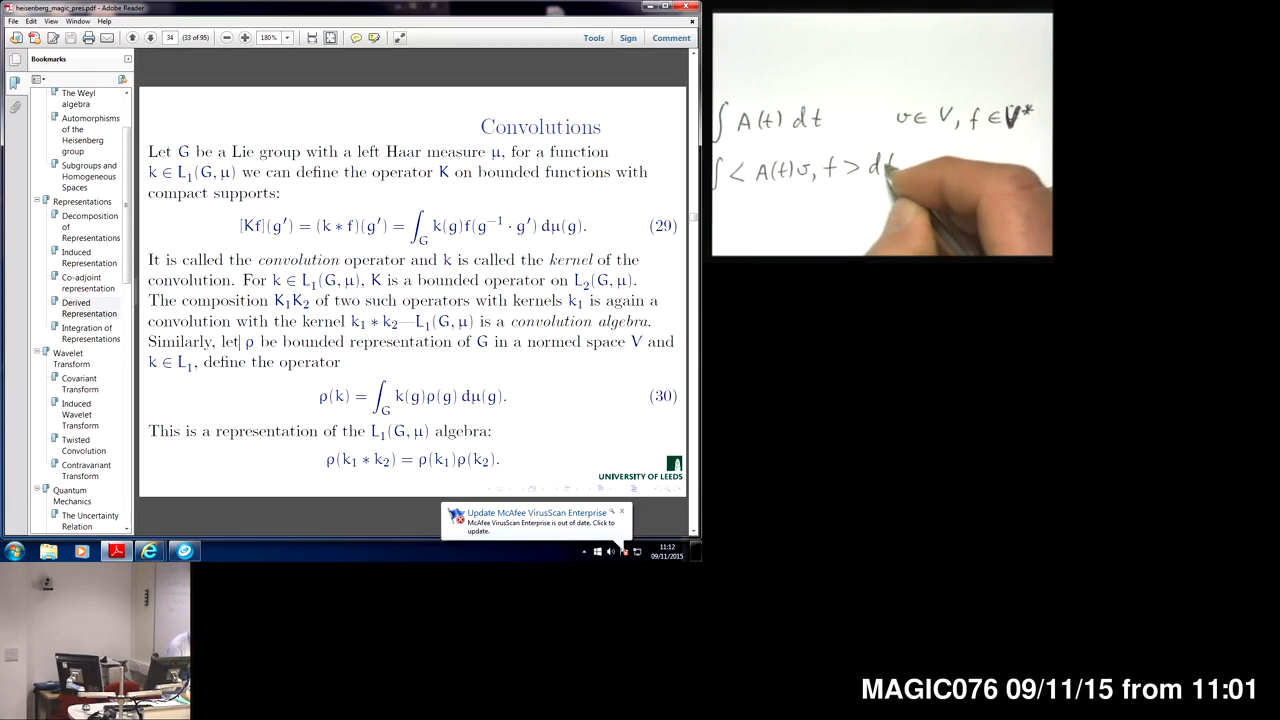 heisenberg_magic_pres.pdf - Adobe Reader
File Edit View Window Help
34 (33 of 95) 180% Tools Sign Comment
Bookmarks
The Weyl
algebra
Automorphisms
of the
Heisenberg
group
Subgroups and
Homogeneous
Spaces
Representations
Decomposition
of
Representations
Induced
Representation
Co-adjoint
representation
Derived
Representation
Integration of
Representations
Wavelet
Transform
Covariant
Transform
Induced
Wavelet
Transform
Twisted
Convolution
Contravariant
Transform
Quantum
Mechanics
The Uncertainty
Relation
Convolutions
Let G be a Lie group with a left Haar measure μ, for a function
k ∈ L₁(G, μ) we can define the operator K on bounded functions with
compact supports:
[Kf](g′) = (k ∗ f)(g′) = ∫_G k(g)f(g⁻¹ · g′) dμ(g). (29)
It is called the convolution operator and k is called the kernel of the
convolution. For k ∈ L₁(G, μ), K is a bounded operator on L₂(G, μ).
The composition K₁K₂ of two such operators with kernels k₁ is again a
convolution with the kernel k₁ ∗ k₂—L₁(G, μ) is a convolution algebra.
Similarly, let ρ be bounded representation of G in a normed space V and
k ∈ L₁, define the operator
ρ(k) = ∫_G k(g)ρ(g) dμ(g). (30)
This is a representation of the L₁(G, μ) algebra:
ρ(k₁ ∗ k₂) = ρ(k₁)ρ(k₂).
UNIVERSITY OF LEEDS
Update McAfee VirusScan Enterprise
McAfee VirusScan Enterprise is out of date. Click to
update.
11:12
09/11/2015
∫ A(t) dt v ∈ V, f ∈ V*
∫ < A(t)v, f > dt
MAGIC076 09/11/15 from 11:01